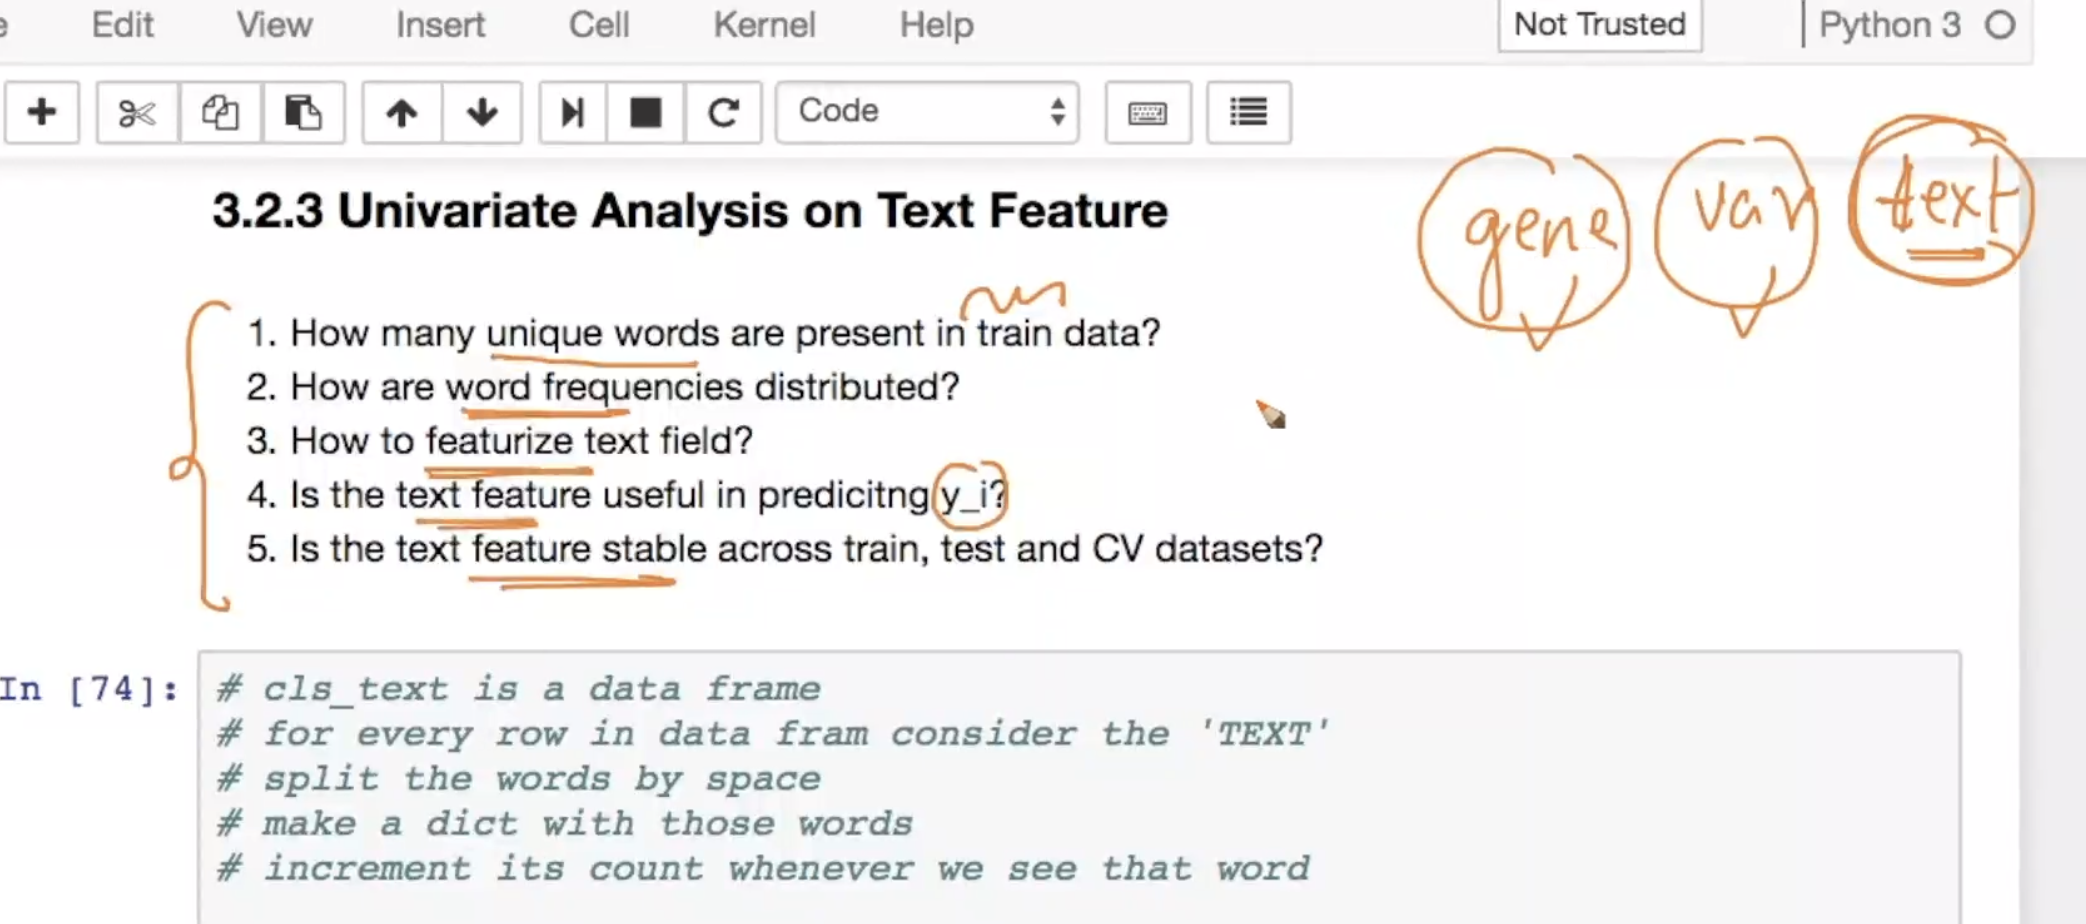 Edit View Insert Cell Kernel Help Not Trusted Python 3
Code
gene var text
3.2.3 Univariate Analysis on Text Feature
1. How many unique words are present in train data?
2. How are word frequencies distributed?
3. How to featurize text field?
4. Is the text feature useful in predicitng y_i?
5. Is the text feature stable across train, test and CV datasets?
In [74]: # cls_text is a data frame
# for every row in data fram consider the 'TEXT'
# split the words by space
# make a dict with those words
# increment its count whenever we see that word